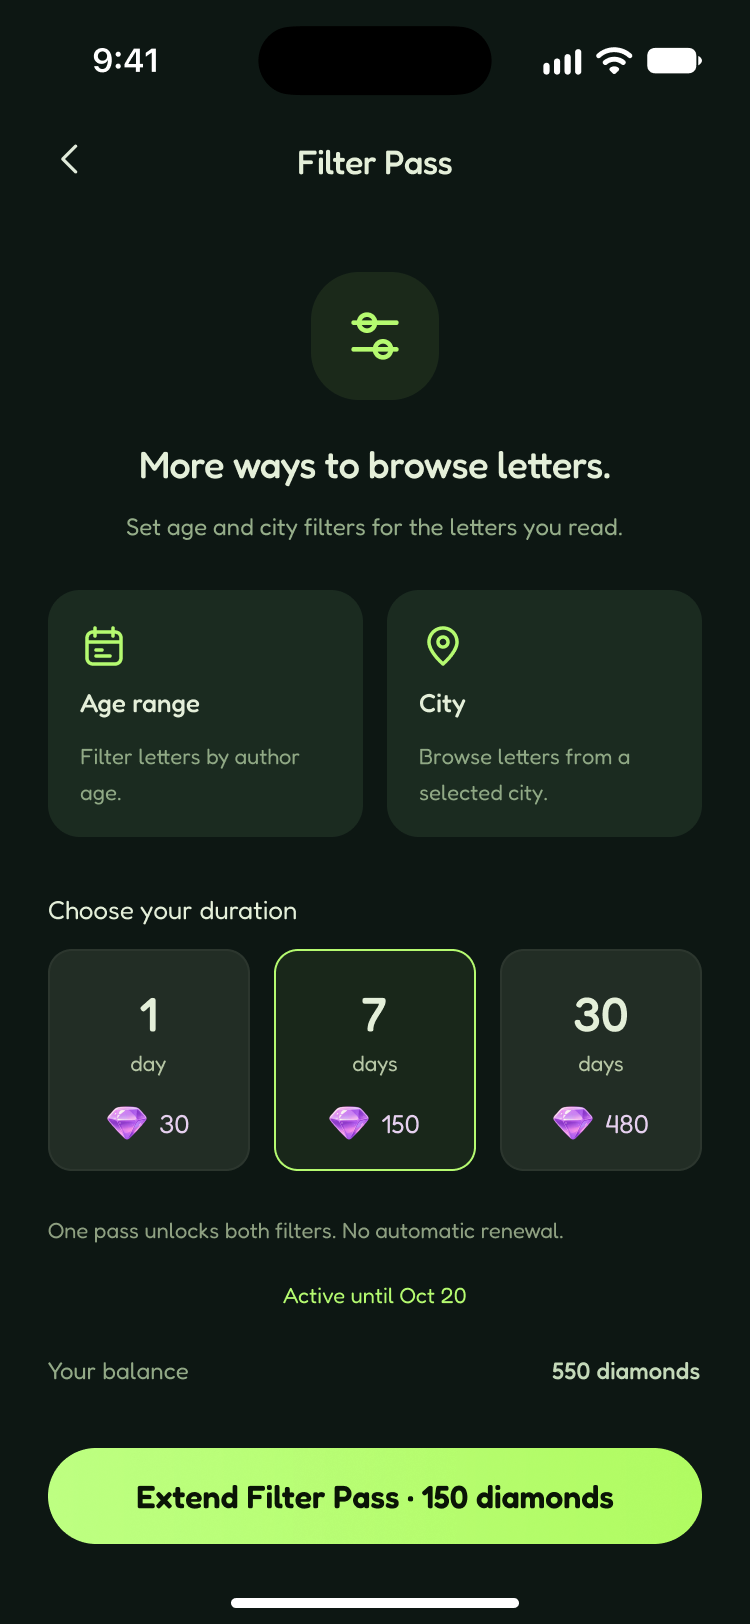 9:41
Filter Pass
More ways to browse letters.
Set age and city filters for the letters you read.
Age range
Filter letters by author
age.
City
Browse letters from a
selected city.
Choose your duration
1
day
30
7
days
150
30
days
480
One pass unlocks both filters. No automatic renewal.
Active until Oct 20
Your balance
550 diamonds
Extend Filter Pass · 150 diamonds